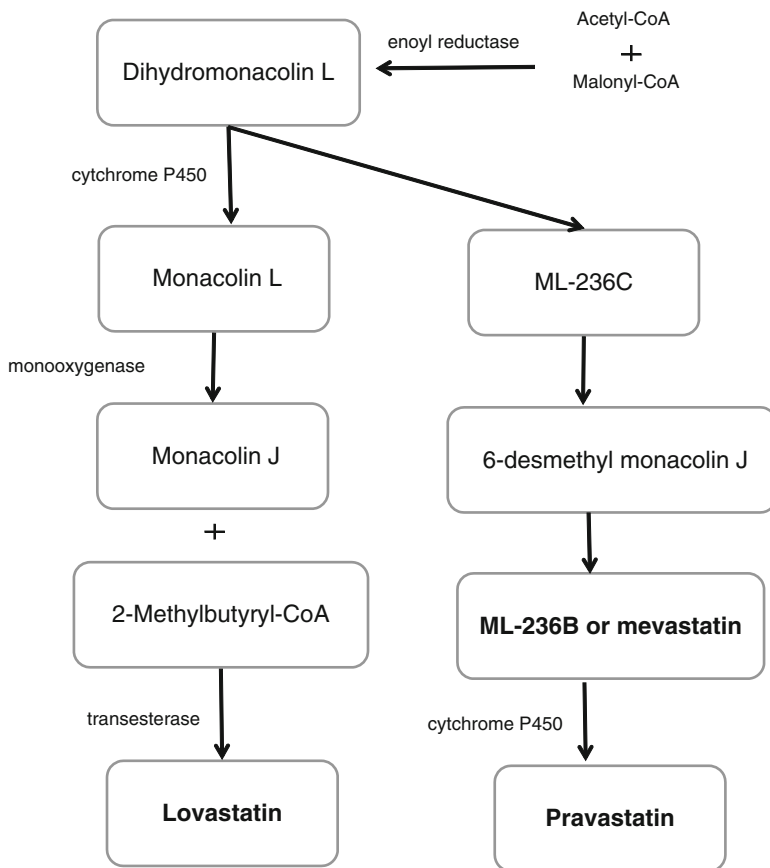 Acetyl-CoA
enoyl reductase
+
Dihydromonacolin L
Malonyl-CoA
cytchrome P450
Monacolin L
ML-236C
monooxygenase
Monacolin J
6-desmethyl monacolin J
+
2-Methylbutyryl-CoA
ML-236B or mevastatin
transesterase
cytchrome P450
Lovastatin
Pravastatin